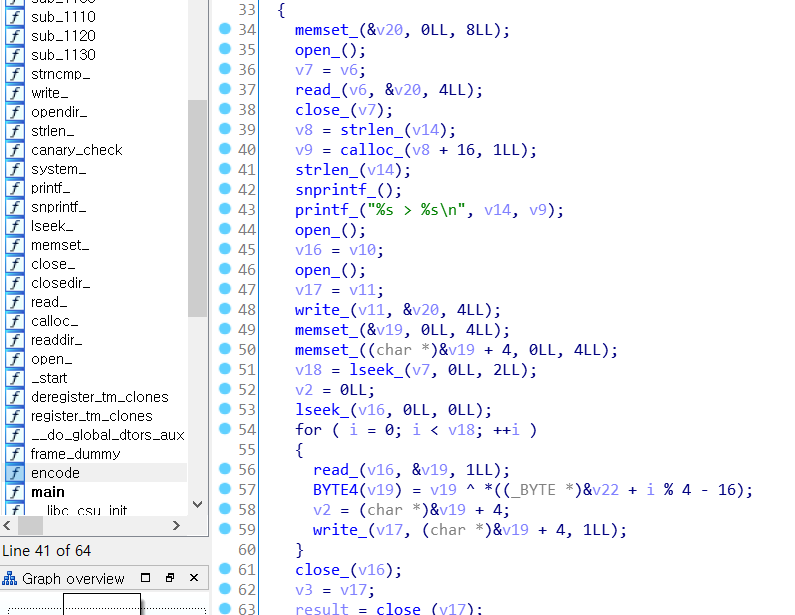 sub_1110
sub_1120
sub_1130
strncmp_
write_
opendir_
strlen_
canary_check
system_
printf_
snprintf_
lseek_
memset_
close_
closedir_
read_
calloc_
readdir_
open_
_start
deregister_tm_clones
register_tm_clones
__do_global_dtors_aux
frame_dummy
encode
main
Line 41 of 64
Graph overview
33 {
34 memset_(&v20, 0LL, 8LL);
35 open_();
36 v7 = v6;
37 read_(v6, &v20, 4LL);
38 close_(v7);
39 v8 = strlen_(v14);
40 v9 = calloc_(v8 + 16, 1LL);
41 strlen_(v14);
42 snprintf_();
43 printf_("%s > %s\n", v14, v9);
44 open_();
45 v16 = v10;
46 open_();
47 v17 = v11;
48 write_(v11, &v20, 4LL);
49 memset_(&v19, 0LL, 4LL);
50 memset_((char *)&v19 + 4, 0LL, 4LL);
51 v18 = lseek_(v7, 0LL, 2LL);
52 v2 = 0LL;
53 lseek_(v16, 0LL, 0LL);
54 for ( i = 0; i < v18; ++i )
55 {
56 read_(v16, &v19, 1LL);
57 BYTE4(v19) = v19 ^ *((_BYTE *)&v22 + i % 4 - 16);
58 v2 = (char *)&v19 + 4;
59 write_(v17, (char *)&v19 + 4, 1LL);
60 }
61 close_(v16);
62 v3 = v17;
63 result = close_(v17);